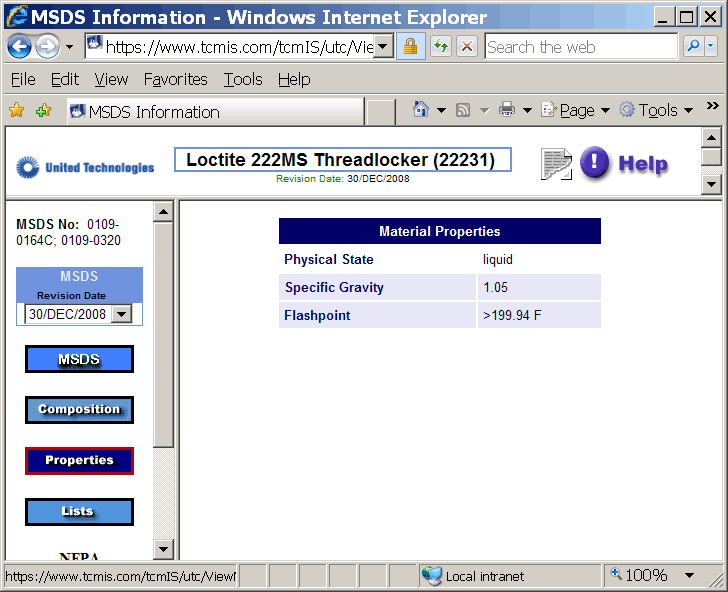 MSDS Information - Windows Internet Explorer
https://www.tcmis.com/tcmIS/utc/Vie
Search the web
File Edit View Favorites Tools Help
MSDS Information
Page Tools »
United Technologies
Loctite 222MS Threadlocker (22231)
Revision Date: 30/DEC/2008
! Help
MSDS No: 0109-
0164C; 0109-0320
MSDS
Revision Date
30/DEC/2008
MSDS
Composition
Properties
Lists
NFPA
Material Properties
Physical State liquid
Specific Gravity 1.05
Flashpoint >199.94 F
https://www.tcmis.com/tcmIS/utc/View
Local intranet
100%